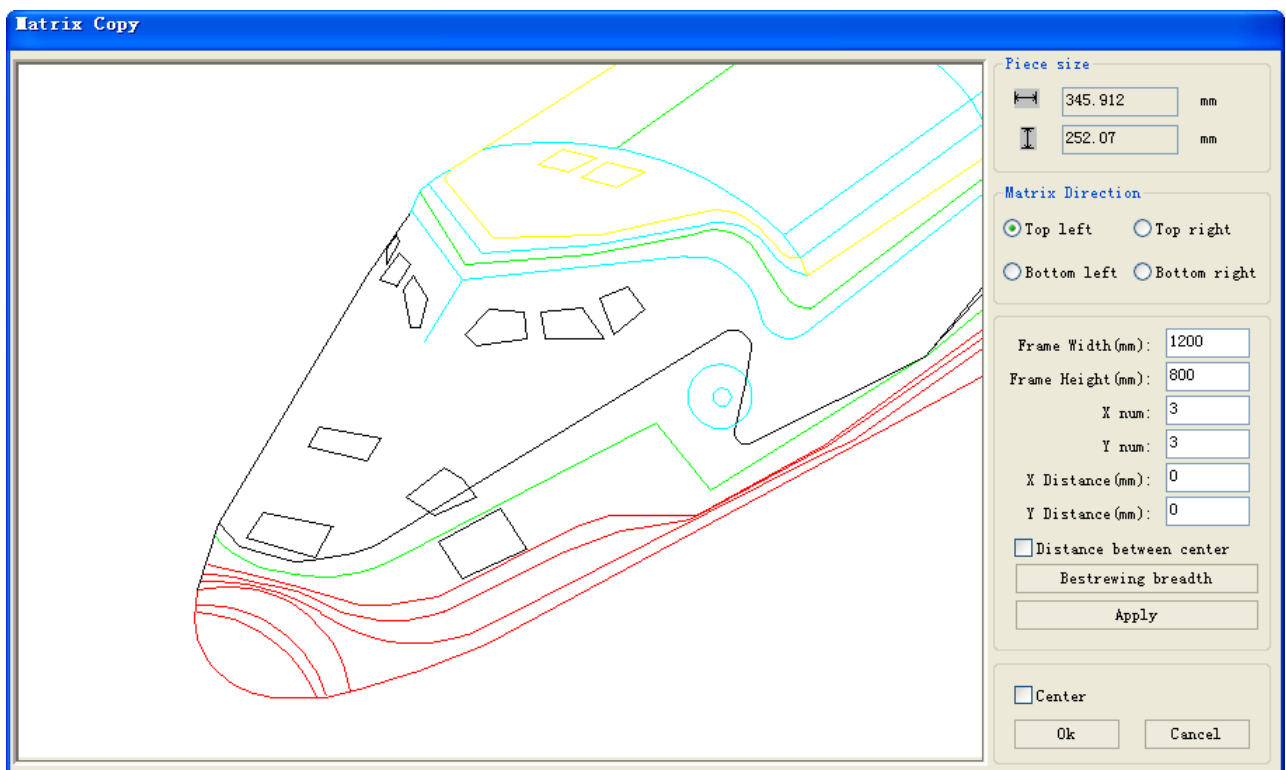 Matrix Copy
Piece size
345.912 mm
252.07 mm
Matrix Direction
Top left Top right
Bottom left Bottom right
Frame Width(mm): 1200
Frame Height(mm): 800
X num: 3
Y num: 3
X Distance(mm): 0
Y Distance(mm): 0
Distance between center
Bestrewing breadth
Apply
Center
Ok Cancel